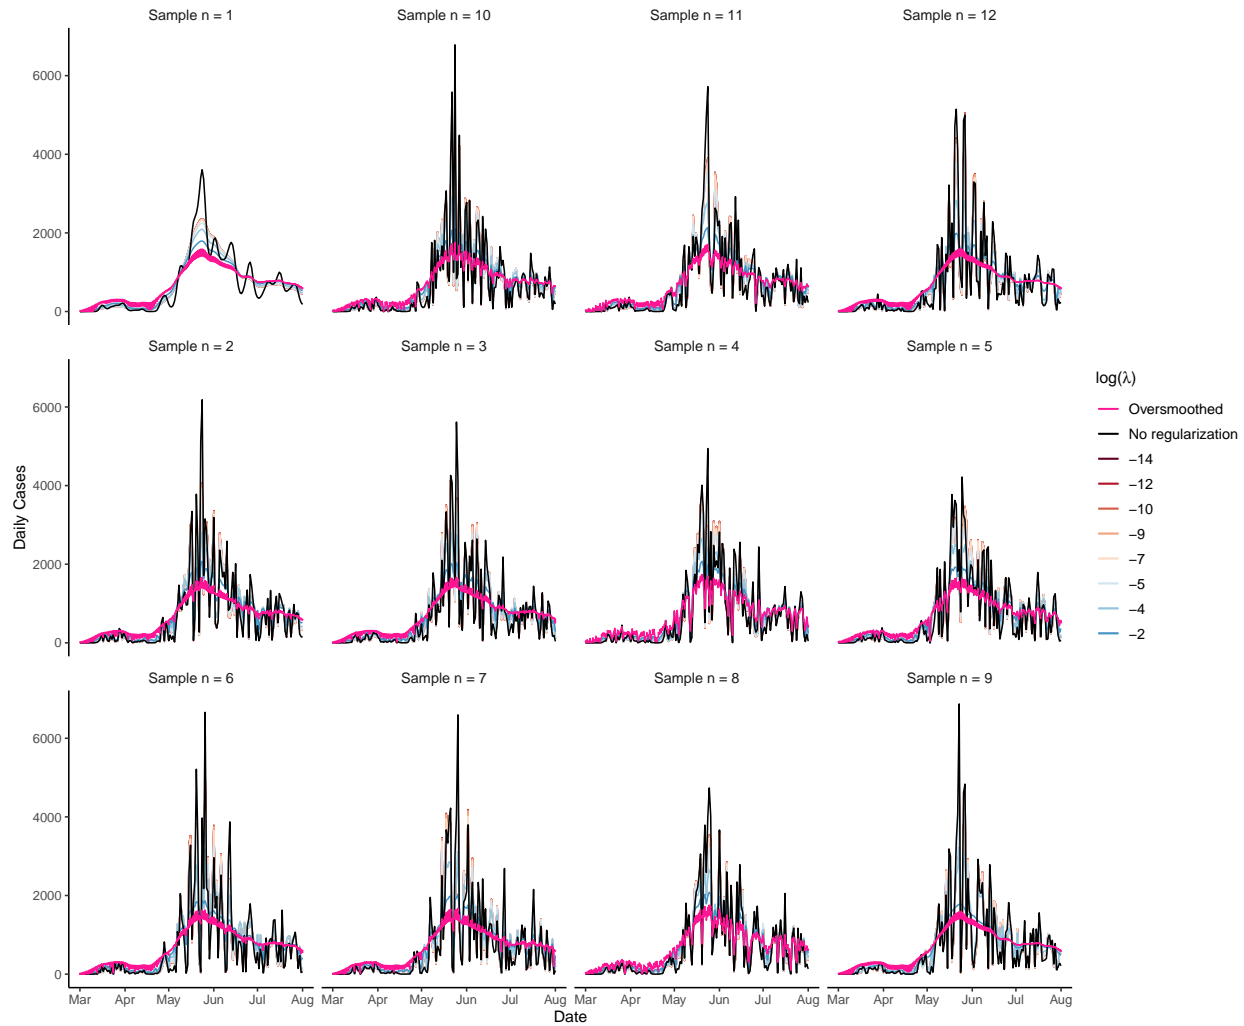 Sample n = 1
Sample n = 10
Sample n = 11
Sample n = 12
6000
4000
2000
0
Sample n = 2
Sample n = 3
Sample n = 4
Sample n = 5
6000
4000
2000
0
Daily Cases
Sample n = 6
Sample n = 7
Sample n = 8
Sample n = 9
6000
4000
2000
0
Mar Apr May Jun Jul Aug
Mar Apr May Jun Jul Aug
Mar Apr May Jun Jul Aug
Mar Apr May Jun Jul Aug
Date
log(λ)
Oversmoothed
No regularization
−14
−12
−10
−9
−7
−5
−4
−2